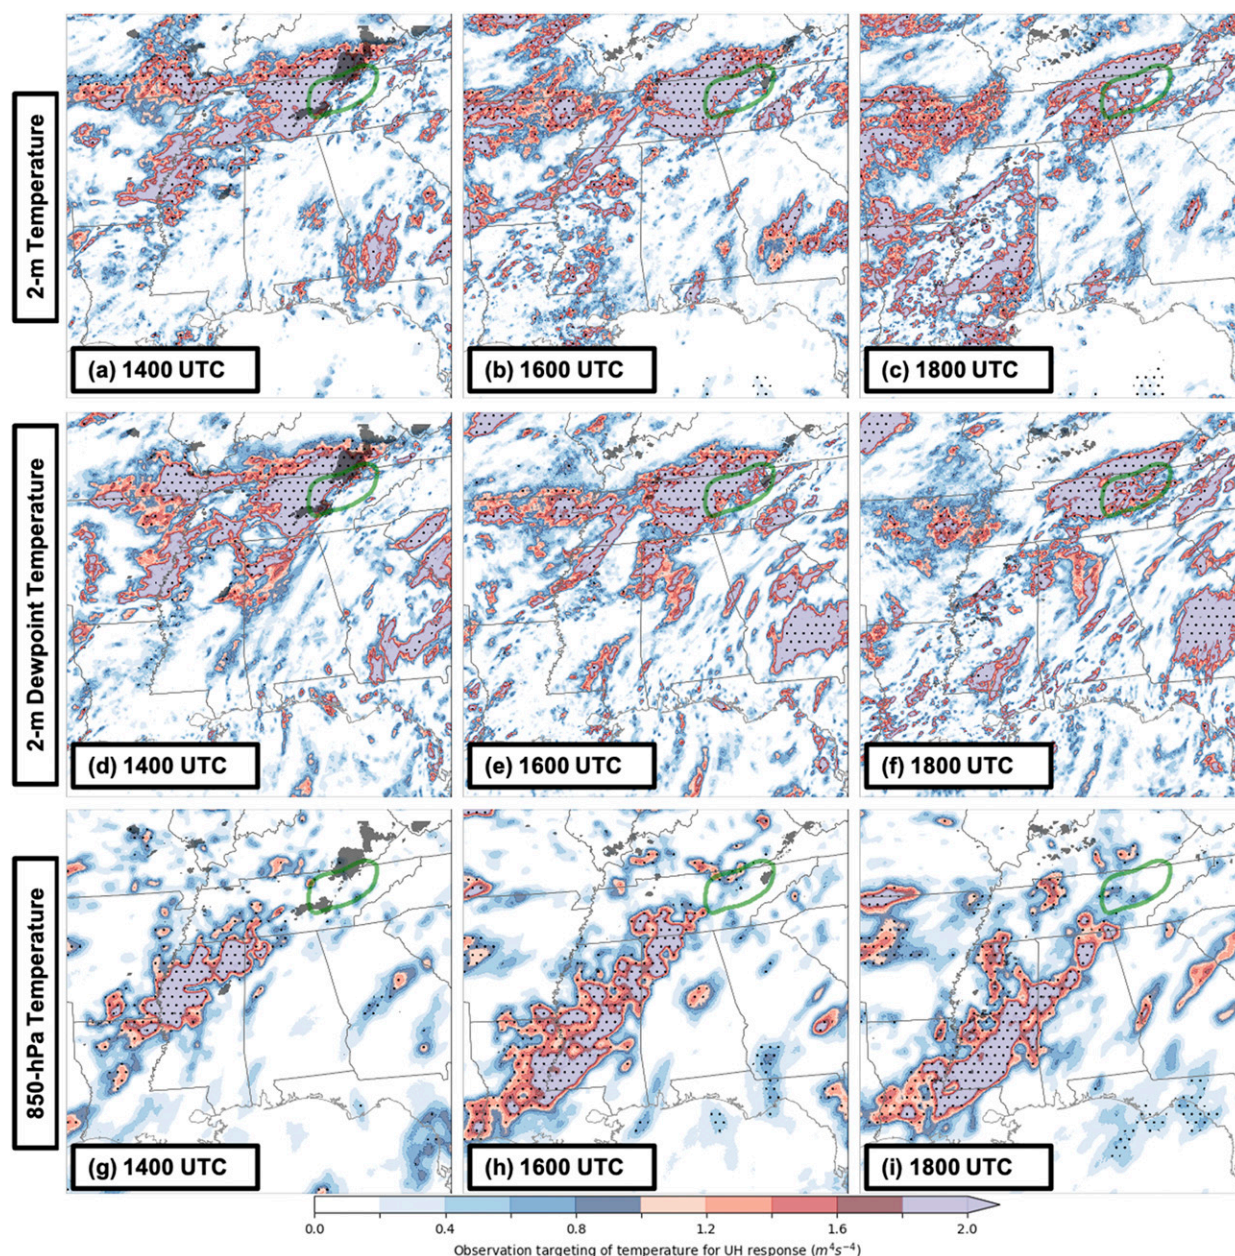 2-m Temperature
(a) 1400 UTC
(b) 1600 UTC
(c) 1800 UTC
2-m Dewpoint Temperature
(d) 1400 UTC
(e) 1600 UTC
(f) 1800 UTC
850-hPa Temperature
(g) 1400 UTC
(h) 1600 UTC
(i) 1800 UTC
0.0 0.4 0.8 1.2 1.6 2.0
Observation targeting of temperature for UH response (m⁴s⁻⁴)